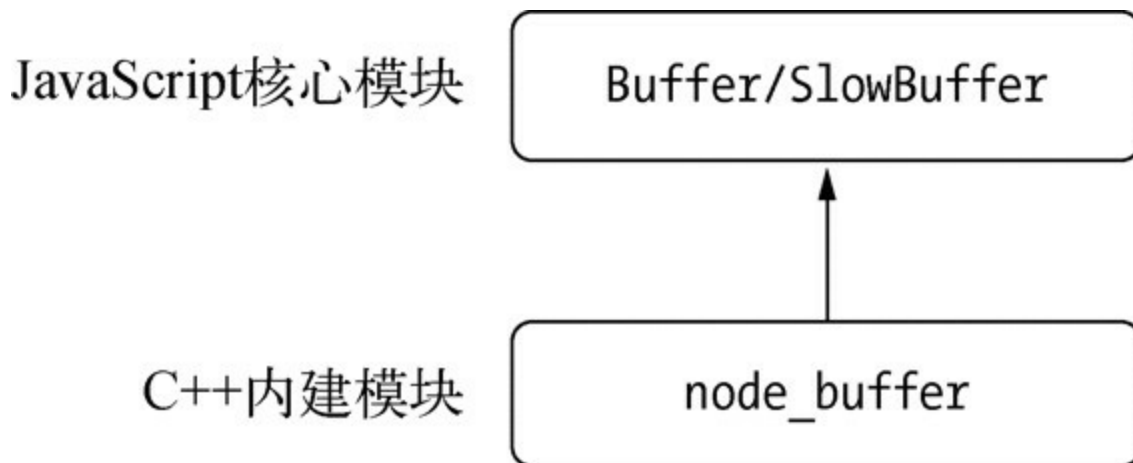 JavaScript核心模块
Buffer/SlowBuffer
C++内建模块
node_buffer